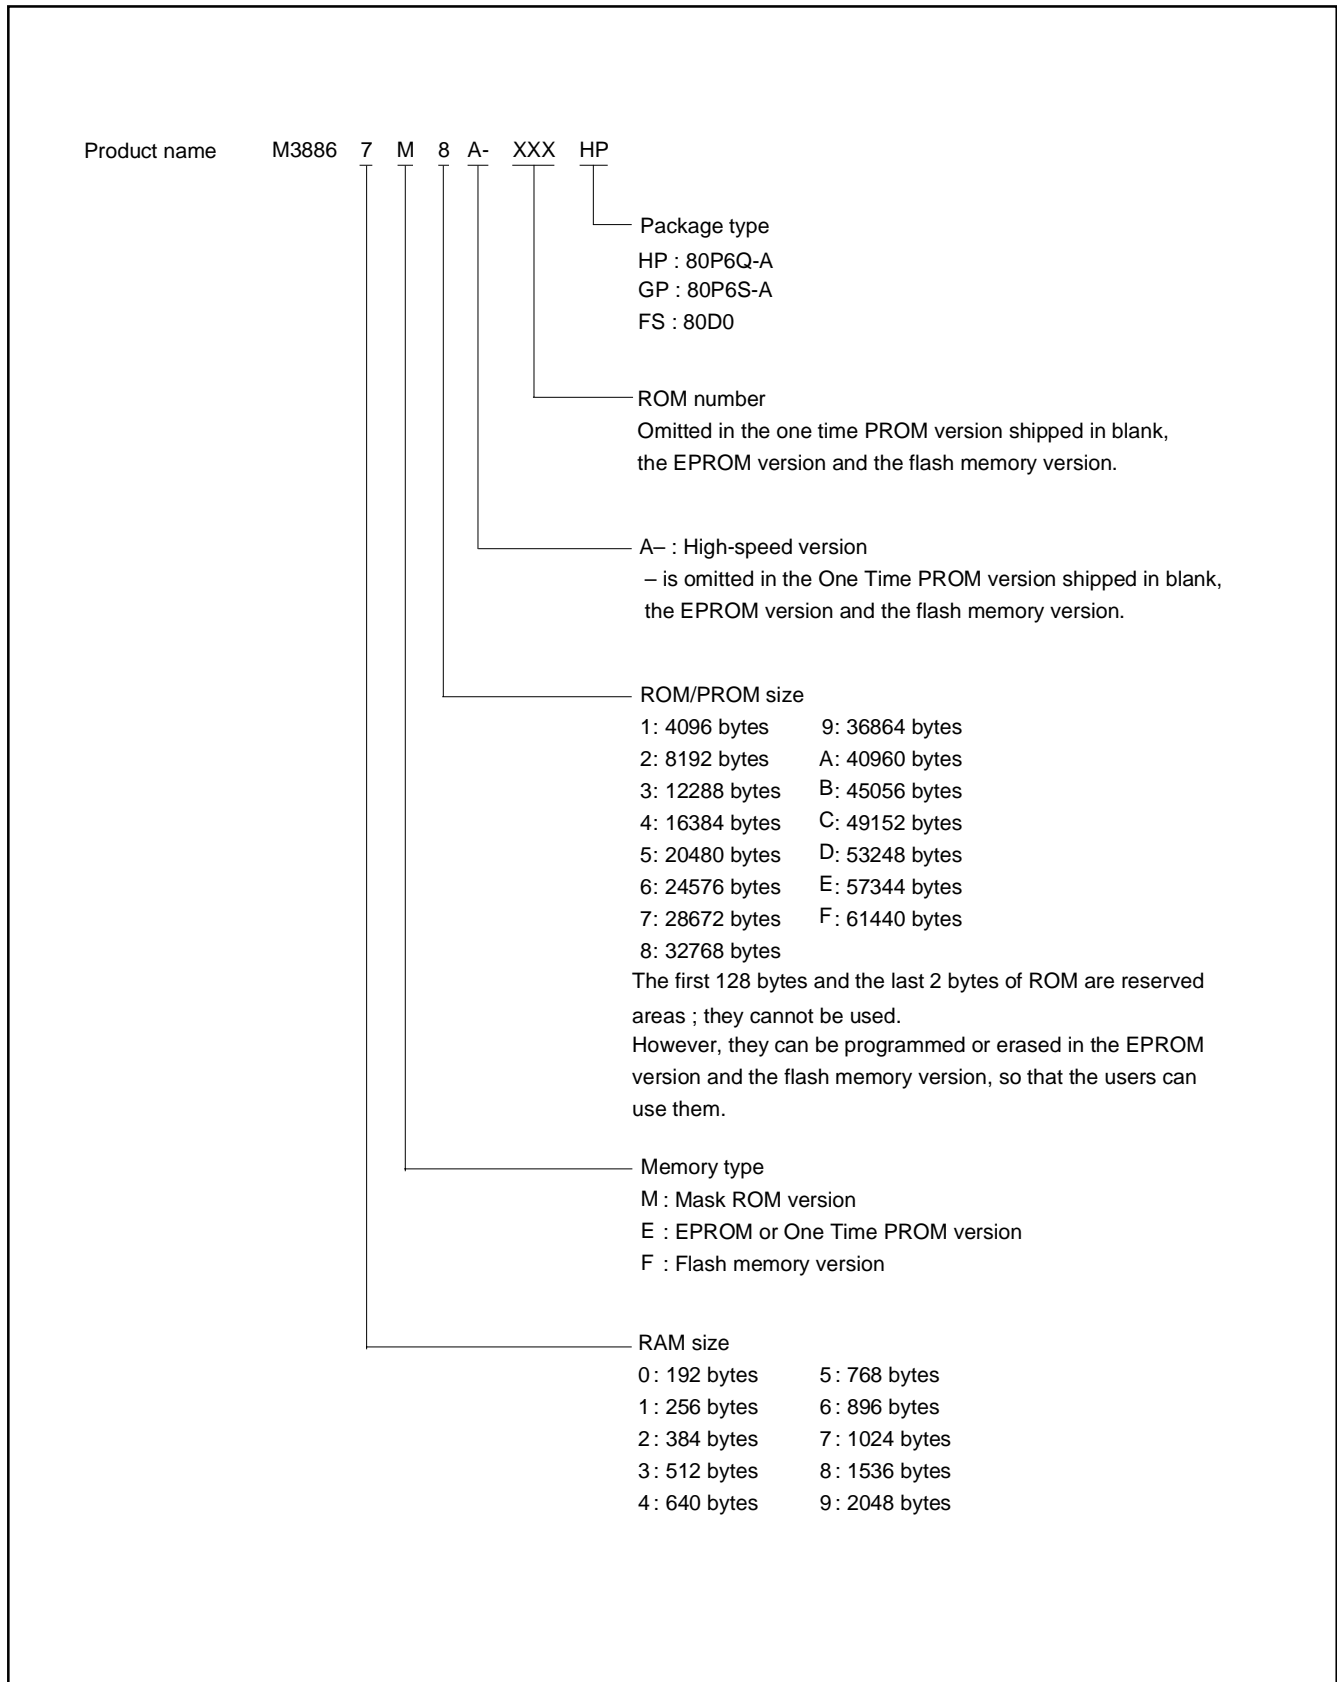 Product name M3886 7 M 8 A- XXX HP
Package type
HP : 80P6Q-A
GP : 80P6S-A
FS : 80D0
ROM number
Omitted in the one time PROM version shipped in blank,
the EPROM version and the flash memory version.
A– : High-speed version
– is omitted in the One Time PROM version shipped in blank,
the EPROM version and the flash memory version.
ROM/PROM size
1: 4096 bytes 9: 36864 bytes
2: 8192 bytes A: 40960 bytes
3: 12288 bytes B: 45056 bytes
4: 16384 bytes C: 49152 bytes
5: 20480 bytes D: 53248 bytes
6: 24576 bytes E: 57344 bytes
7: 28672 bytes F: 61440 bytes
8: 32768 bytes
The first 128 bytes and the last 2 bytes of ROM are reserved
areas ; they cannot be used.
However, they can be programmed or erased in the EPROM
version and the flash memory version, so that the users can
use them.
Memory type
M : Mask ROM version
E : EPROM or One Time PROM version
F : Flash memory version
RAM size
0 : 192 bytes 5 : 768 bytes
1 : 256 bytes 6 : 896 bytes
2 : 384 bytes 7 : 1024 bytes
3 : 512 bytes 8 : 1536 bytes
4 : 640 bytes 9 : 2048 bytes